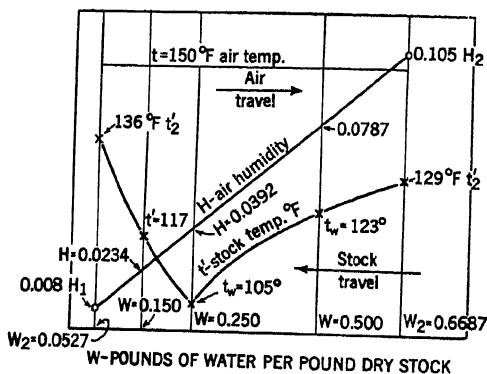 t=150°F air temp.
0.105 H₂
Air
travel
136°F t₂'
0.0787
H-air humidity
H=0.0392
129°F t₂'
t'=117
t'-stock temp. °F
t_w=123°
H=0.0234
Stock
travel
0.008 H₁
t_w=105°
W=0.150
W=0.250
W=0.500
W₂=0.6687
W₂=0.0527
W-POUNDS OF WATER PER POUND DRY STOCK